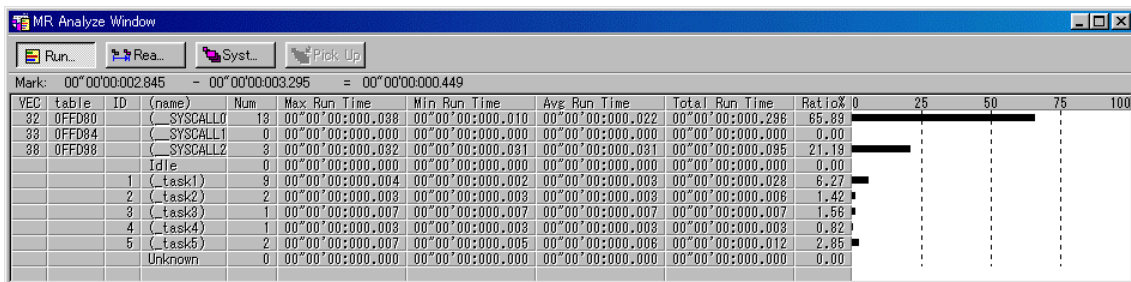 MR Analyze Window
Run... Rea... Syst... Pick Up
Mark: 00"00'00:002.845 - 00"00'00:003.295 = 00"00'00:000.449
VEC table ID (name) Num Max Run Time Min Run Time Avg Run Time Total Run Time Ratio% 0 25 50 75 100
32 0FFD80 (__SYSCALL0 13 00"00'00:000.038 00"00'00:000.010 00"00'00:000.022 00"00'00:000.296 65.89
33 0FFD84 (__SYSCALL1 0 00"00'00:000.000 00"00'00:000.000 00"00'00:000.000 00"00'00:000.000 0.00
38 0FFD98 (__SYSCALL2 3 00"00'00:000.032 00"00'00:000.031 00"00'00:000.031 00"00'00:000.095 21.19
Idle 0 00"00'00:000.000 00"00'00:000.000 00"00'00:000.000 00"00'00:000.000 0.00
1 (_task1) 9 00"00'00:000.004 00"00'00:000.002 00"00'00:000.003 00"00'00:000.028 6.27
2 (_task2) 2 00"00'00:000.003 00"00'00:000.003 00"00'00:000.003 00"00'00:000.006 1.42
3 (_task3) 1 00"00'00:000.007 00"00'00:000.007 00"00'00:000.007 00"00'00:000.007 1.56
4 (_task4) 1 00"00'00:000.003 00"00'00:000.003 00"00'00:000.003 00"00'00:000.003 0.82
5 (_task5) 2 00"00'00:000.007 00"00'00:000.005 00"00'00:000.006 00"00'00:000.012 2.85
Unknown 0 00"00'00:000.000 00"00'00:000.000 00"00'00:000.000 00"00'00:000.000 0.00